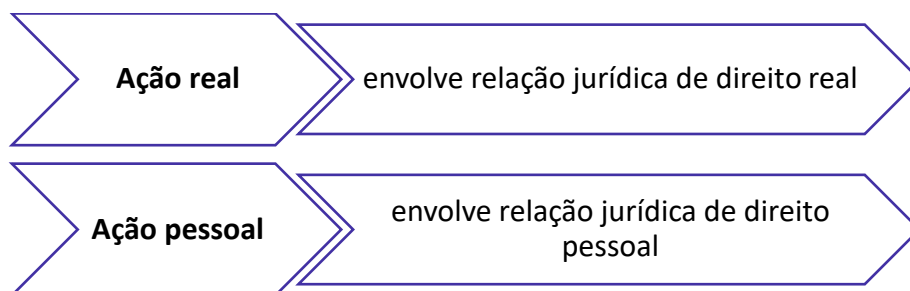 Ação real
envolve relação jurídica de direito real
Ação pessoal
envolve relação jurídica de direito
pessoal